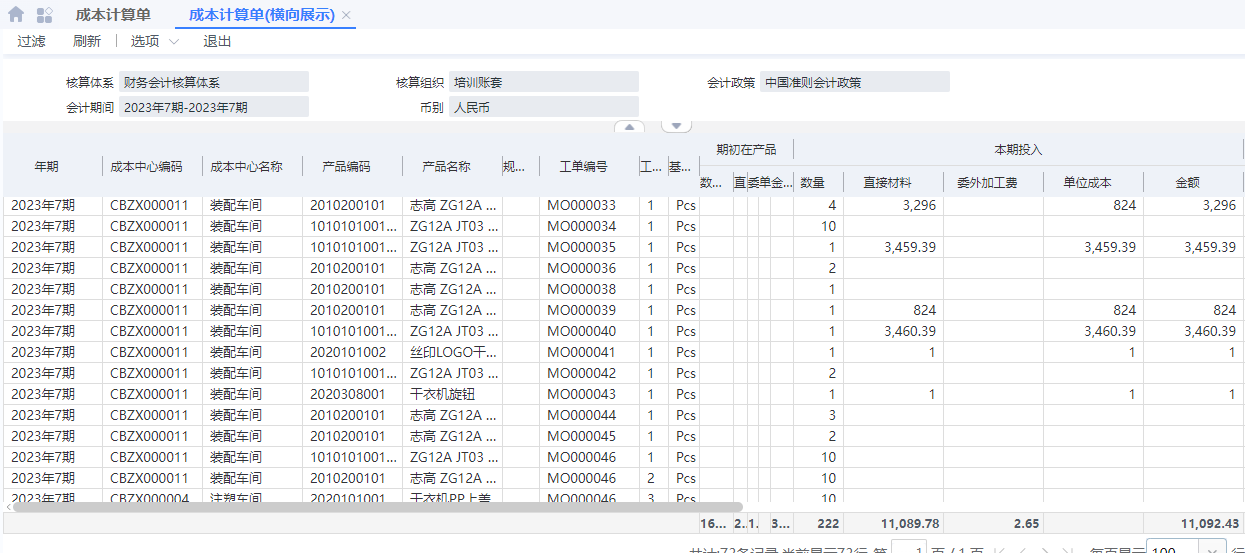 成本计算单 成本计算单(横向展示)
过滤 刷新 选项 退出
核算体系 财务会计核算体系 核算组织 培训账套 会计政策 中国准则会计政策
会计期间 2023年7期-2023年7期 币别 人民币
年期 成本中心编码 成本中心名称 产品编码 产品名称 规... 工单编号 工... 基... 期初在产品 本期投入
数... 直 委 单 金... 数量 直接材料 委外加工费 单位成本 金额
2023年7期 CBZX000011 装配车间 2010200101 志高 ZG12A ... MO000033 1 Pcs 4 3,296 824 3,296
2023年7期 CBZX000011 装配车间 1010101001... ZG12A JT03 ... MO000034 1 Pcs 10
2023年7期 CBZX000011 装配车间 1010101001... ZG12A JT03 ... MO000035 1 Pcs 1 3,459.39 3,459.39 3,459.39
2023年7期 CBZX000011 装配车间 2010200101 志高 ZG12A ... MO000036 1 Pcs 2
2023年7期 CBZX000011 装配车间 2010200101 志高 ZG12A ... MO000038 1 Pcs 1
2023年7期 CBZX000011 装配车间 2010200101 志高 ZG12A ... MO000039 1 Pcs 1 824 824 824
2023年7期 CBZX000011 装配车间 1010101001... ZG12A JT03 ... MO000040 1 Pcs 1 3,460.39 3,460.39 3,460.39
2023年7期 CBZX000011 装配车间 2020101002 丝印LOGO干... MO000041 1 Pcs 1 1 1 1
2023年7期 CBZX000011 装配车间 1010101001... ZG12A JT03 ... MO000042 1 Pcs 2
2023年7期 CBZX000011 装配车间 2020308001 干衣机旋钮 MO000043 1 Pcs 1 1 1 1
2023年7期 CBZX000011 装配车间 2010200101 志高 ZG12A ... MO000044 1 Pcs 3
2023年7期 CBZX000011 装配车间 2010200101 志高 ZG12A ... MO000045 1 Pcs 2
2023年7期 CBZX000011 装配车间 1010101001... ZG12A JT03 ... MO000046 1 Pcs 10
2023年7期 CBZX000011 装配车间 2010200101 志高 ZG12A ... MO000046 2 Pcs 10
2023年7期 CBZX000004 注塑车间 2020101001 干衣机PP上盖 MO000046 3 Pcs 10
16... 2... 1. 3... 222 11,089.78 2.65 11,092.43
共计:73条记录,当前显示73行 第 1 页 / 1 页 每页显示 100 行